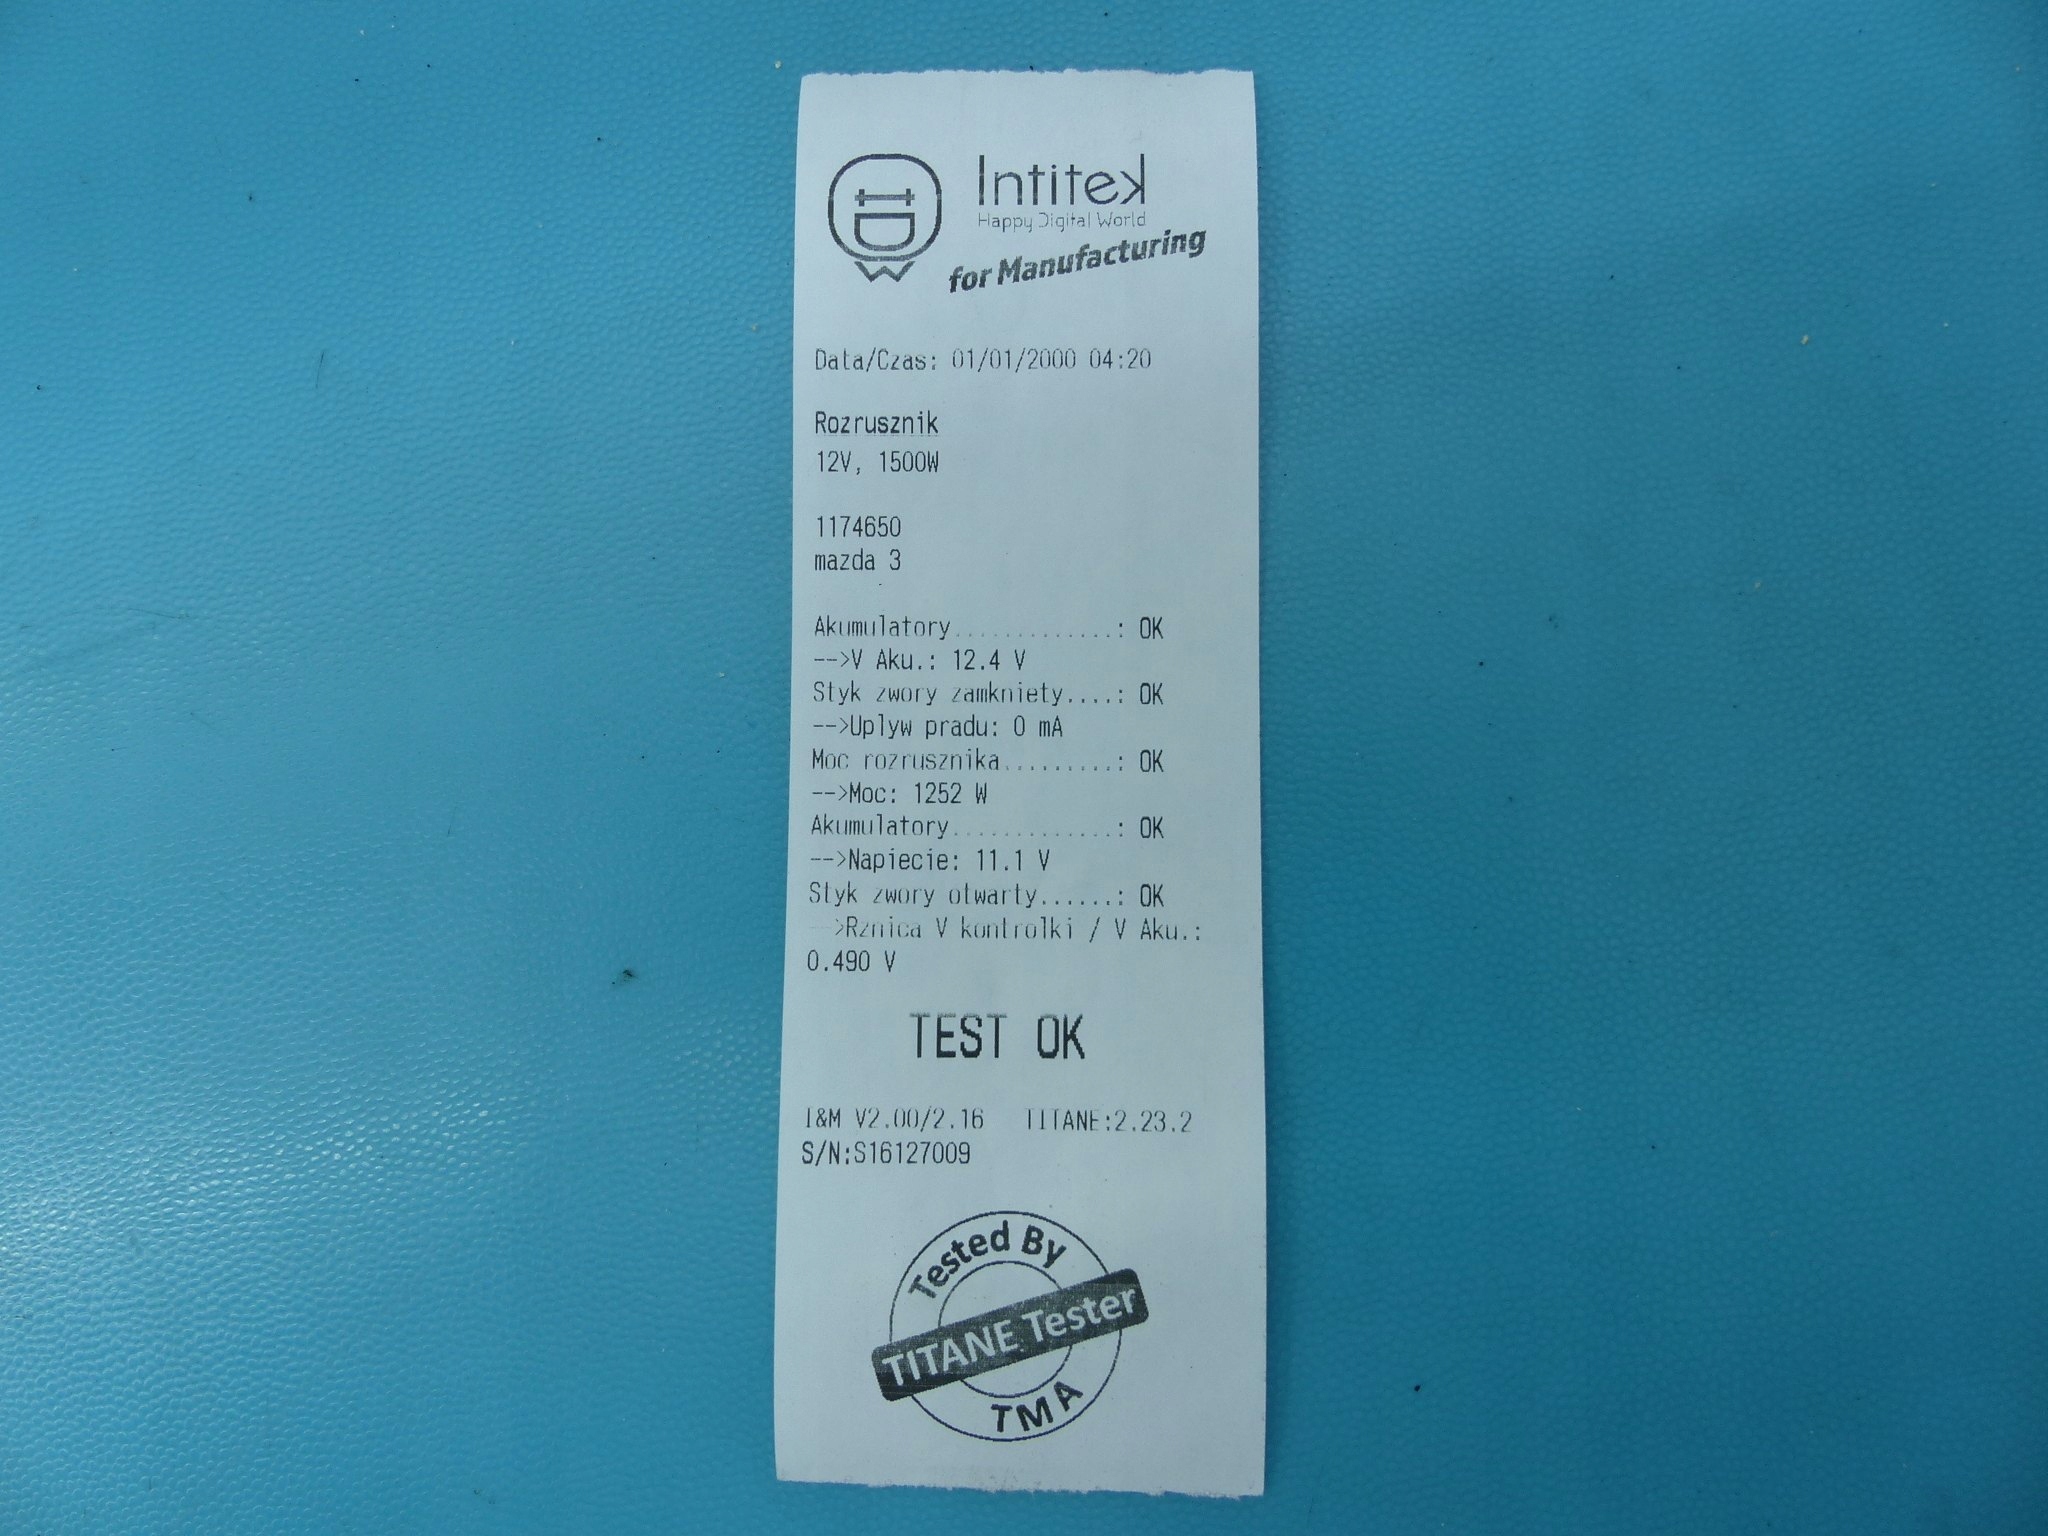 Intitek
Happy Digital World
for Manufacturing
Data/Czas: 01/01/2000 04:20
Rozrusznik
12V, 1500W
1174650
mazda 3
Akumulatory.............: OK
-->V Aku.: 12.4 V
Styk zwory zamkniety....: OK
-->Uplyw pradu: 0 mA
Moc rozrusznika.........: OK
-->Moc: 1252 W
Akumulatory.............: OK
-->Napiecie: 11.1 V
Styk zwory otwarty......: OK
-->Rznica V kontrolki / V Aku.:
0.490 V
TEST OK
I&M V2.00/2.16 TITANE:2.23.2
S/N:S16127009
Tested By
TITANE Tester
TMA